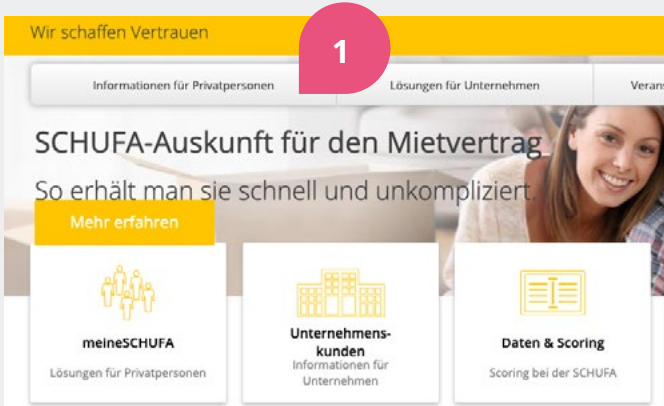 Wir schaffen Vertrauen
1
Informationen für Privatpersonen
Lösungen für Unternehmen
SCHUFA-Auskunft für den Mietvertrag
So erhält man sie schnell und unkompliziert.
Mehr erfahren
meineSCHUFA
Lösungen für Privatpersonen
Unternehmens-
kunden
Informationen für
Unternehmen
Daten & Scoring
Scoring bei der SCHUFA